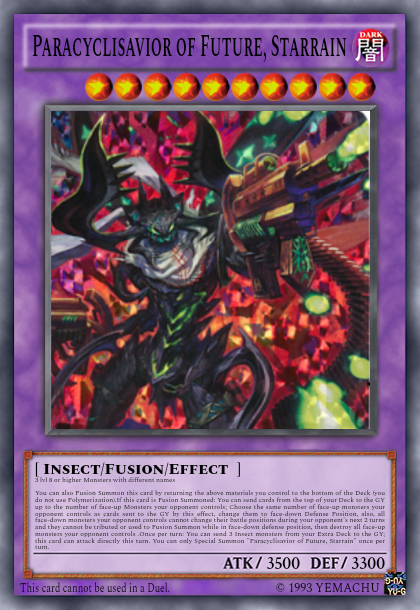 PARACYCLISAVIOR OF FUTURE, STARRAIN
DARK
闇
[ INSECT/FUSION/EFFECT ]
3 lvl 8 or higher Monsters with different names
You can also Fusion Summon this card by returning the above materials you control to the bottom of the Deck (you
do not use Polymerization).If this card is Fusion Summoned: You can send cards from the top of your Deck to the GY
up to the number of face-up Monsters your opponent controls; Choose the same number of face-up monsters your
opponent controls as cards sent to the GY by this effect, change them to face-down Defense Position, also, all
face-down monsters your opponent controls cannot change their battle positions during your opponent's next 2 turns
and they cannot be tributed or used to Fusion Summon while in face-down defense position, then destroy all face-up
monsters your opponent controls .Once per turn: You can send 3 Insect monsters from your Extra Deck to the GY;
this card can attack directly this turn. You can only Special Summon "Paracyclisavior of Future, Starrain" once per
turn.
ATK/ 3500 DEF/ 3300
This card cannot be used in a Duel.
© 1993 YEMACHU